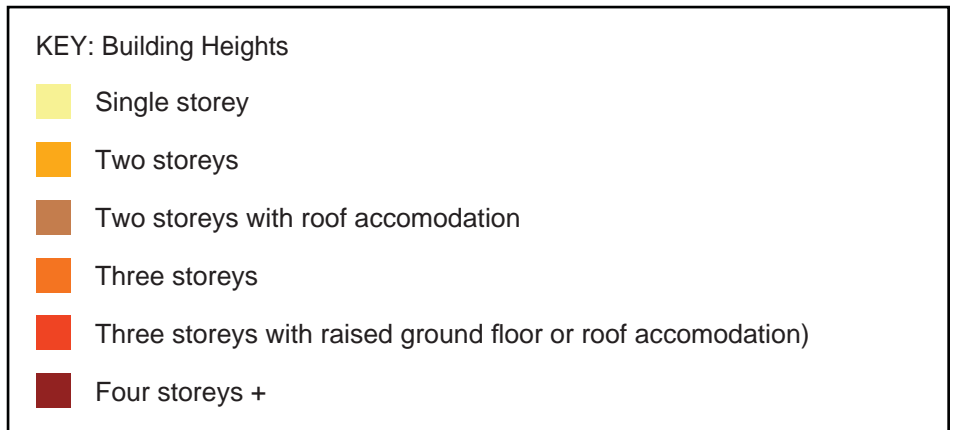 KEY: Building Heights
Single storey
Two storeys
Two storeys with roof accomodation
Three storeys
Three storeys with raised ground floor or roof accomodation)
Four storeys +